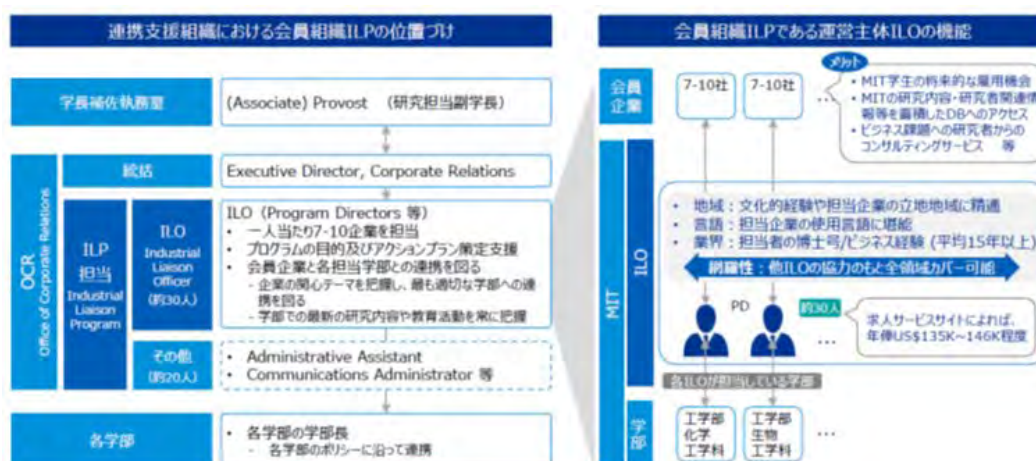 連携支援組織における会員組織ILPの位置づけ
学長補佐執務室
(Associate) Provost （研究担当副学長）
OCR
Office of Corporate Relations
統括
Executive Director, Corporate Relations
ILP
担当
Industrial
Liaison
Program
ILO
Industrial
Liaison
Officer
(約30人)
ILO（Program Directors 等）
• 一人当たり7-10企業を担当
• プログラムの目的及びアクションプラン策定支援
• 会員企業と各担当学部との連携を図る
- 企業の関心テーマを把握し、最も適切な学部への連
携を図る
- 学部での最新の研究内容や教育活動を常に把握
その他
(約20人)
• Administrative Assistant
• Communications Administrator 等
各学部
• 各学部の学部長
- 各学部のポリシーに沿って連携
会員組織ILPである運営主体ILOの機能
会員
企業
7-10社
7-10社
…
メリット
• MIT学生の将来的な雇用機会
• MITの研究内容・研究者関連情
報等を蓄積したDBへのアクセス
• ビジネス課題への研究者からの
コンサルティングサービス 等
MIT
ILO
• 地域：文化的経験や担当企業の立地地域に精通
• 言語：担当企業の使用言語に堪能
• 業界：担当者の博士号/ビジネス経験 (平均15年以上)
網羅性：他ILOの協力のもと全領域カバー可能
PD
約30人
…
求人サービスサイトによれば、
年俸US$135K～146K程度
各ILOが担当している学部
学
部
工学部
化学
工学科
工学部
生物
工学科
…